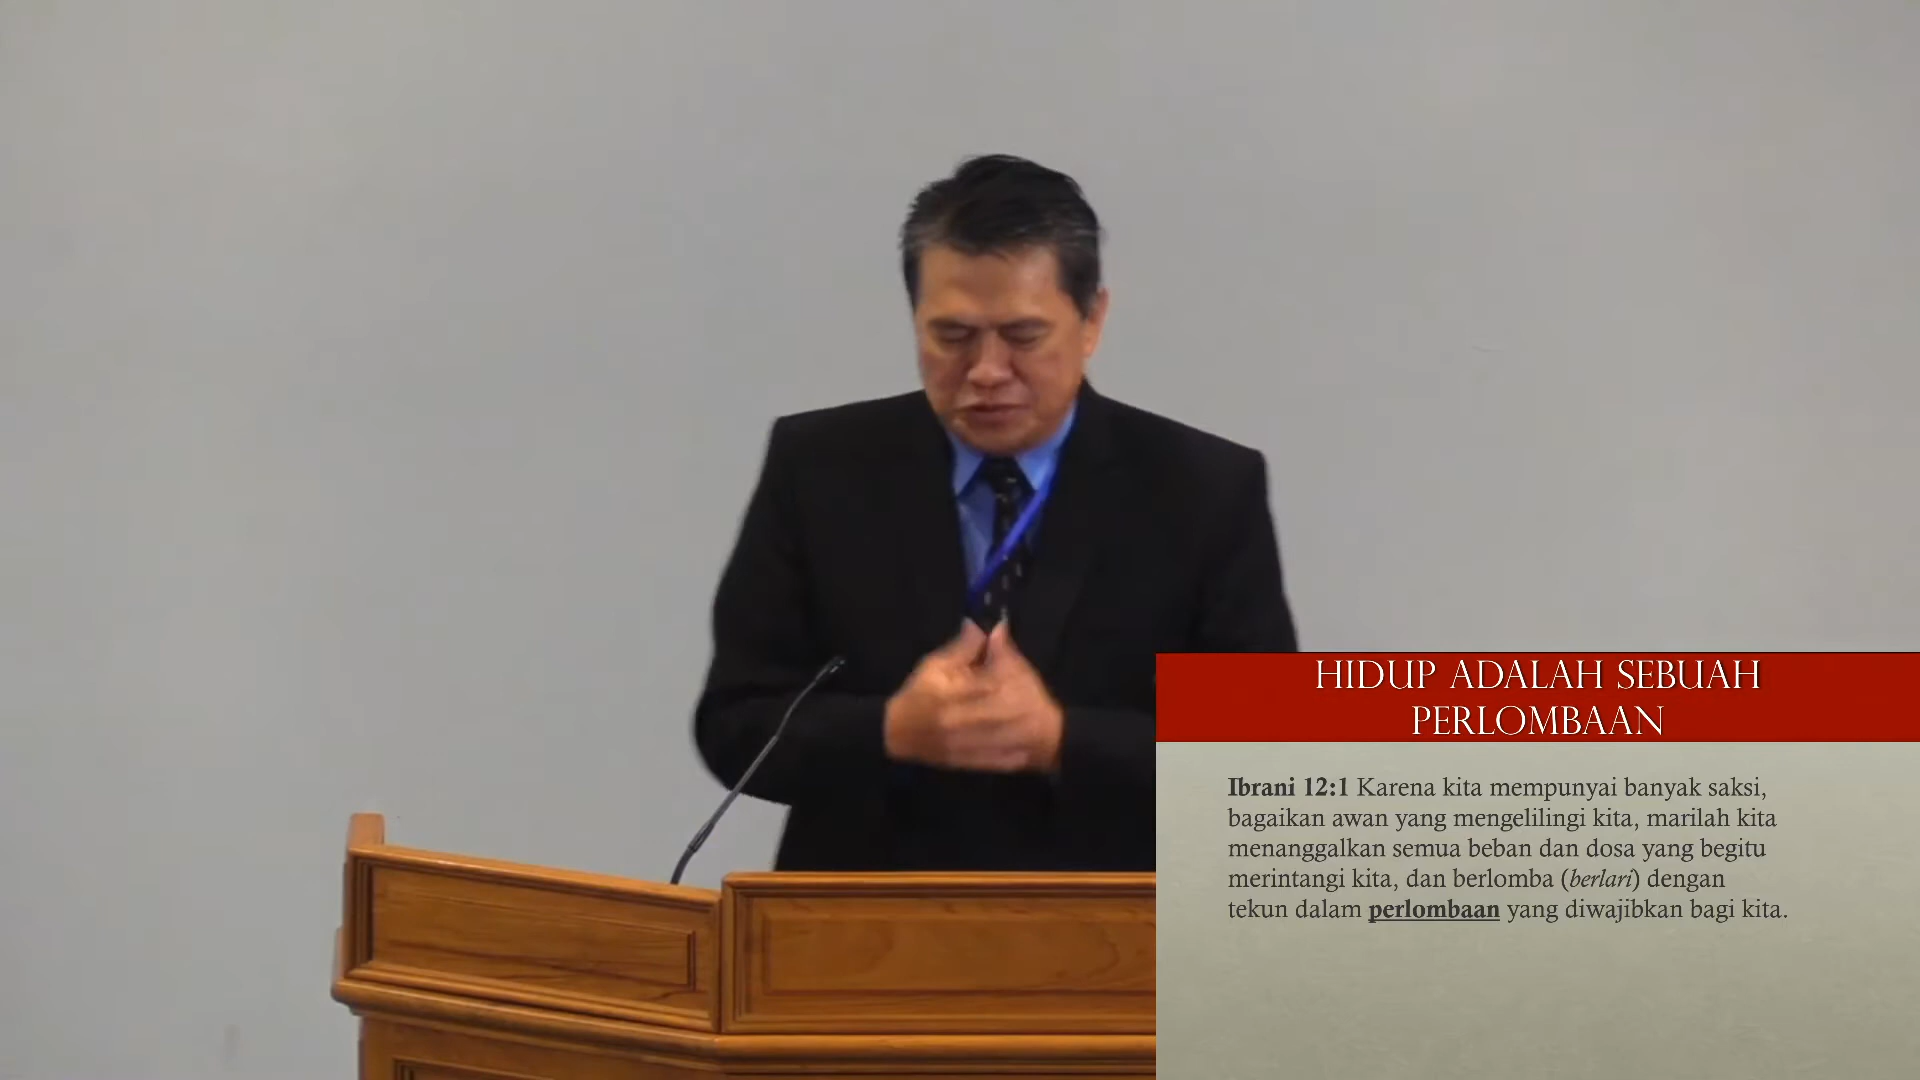 HIDUP ADALAH SEBUAH
PERLOMBAAN
Ibrani 12:1 Karena kita mempunyai banyak saksi,
bagaikan awan yang mengelilingi kita, marilah kita
menanggalkan semua beban dan dosa yang begitu
merintangi kita, dan berlomba (berlari) dengan
tekun dalam perlombaan yang diwajibkan bagi kita.